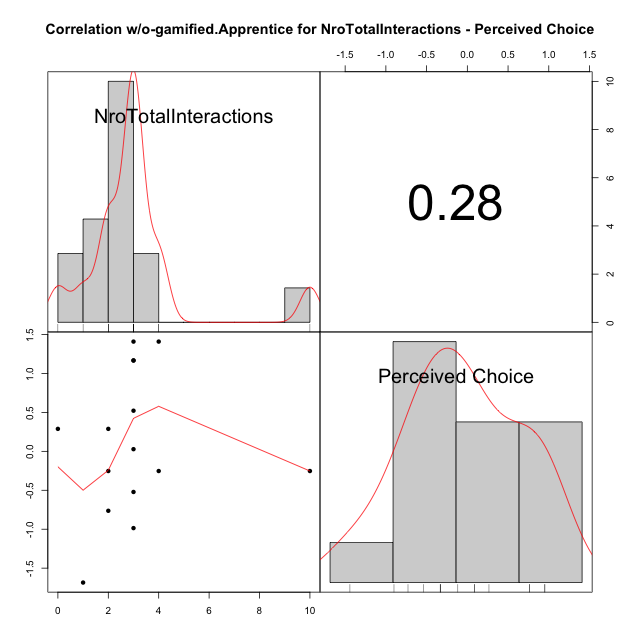 Correlation w/o-gamified.Apprentice for NroTotalInteractions - Perceived Choice
-1.5 -1.0 -0.5 0.0 0.5 1.0 1.5
NroTotalInteractions
0.28
10
8
6
4
2
0
1.5
1.0
0.5
0.0
-0.5
-1.0
-1.5
Perceived Choice
0 2 4 6 8 10